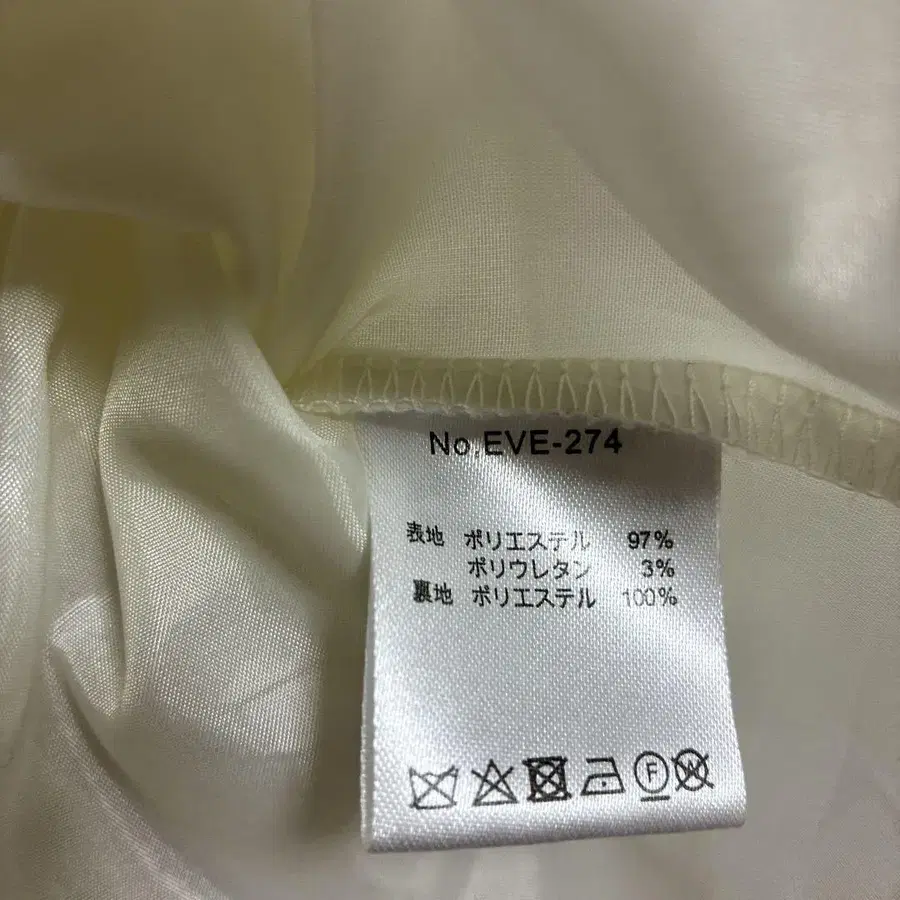 No.EVE-274
表地 ポリエステル 97%
ポリウレタン 3%
裏地 ポリエステル 100%
F
W